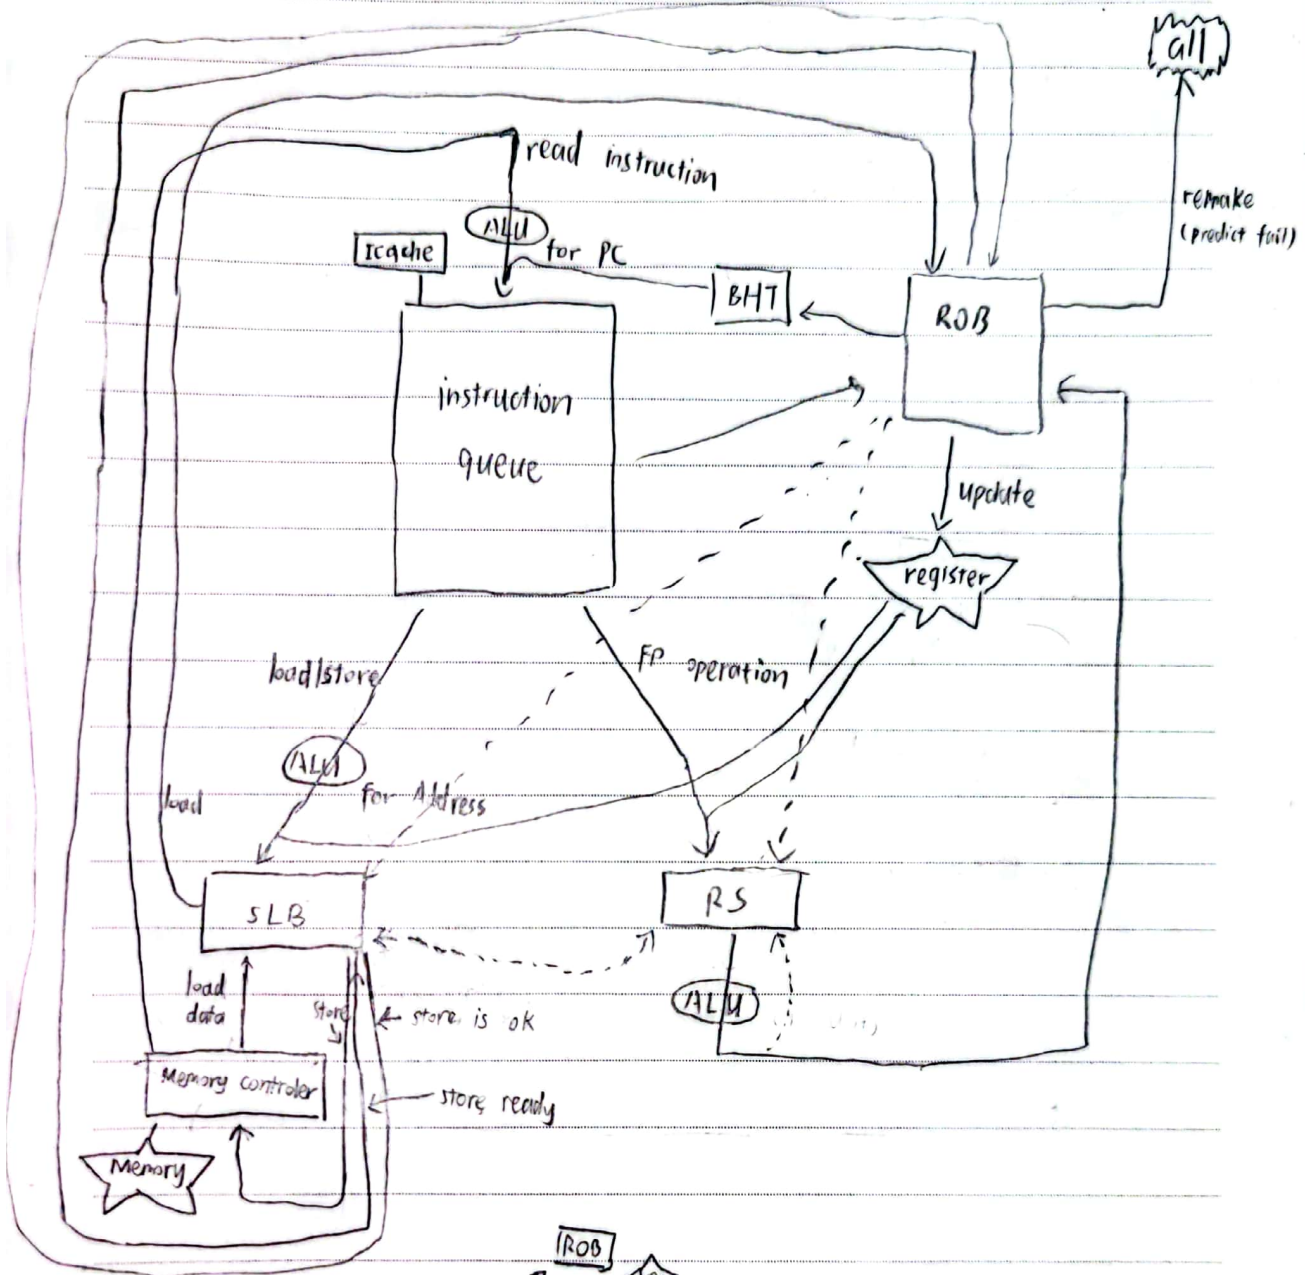 all
read instruction
remake
(predict fail)
ALU
Icache
for PC
BHT
ROB
instruction
queue
update
register
load/store
FP operation
ALU
for Address
load
SLB
RS
load
data
store
store is ok
ALU
Memory controler
store ready
Memory
ROB